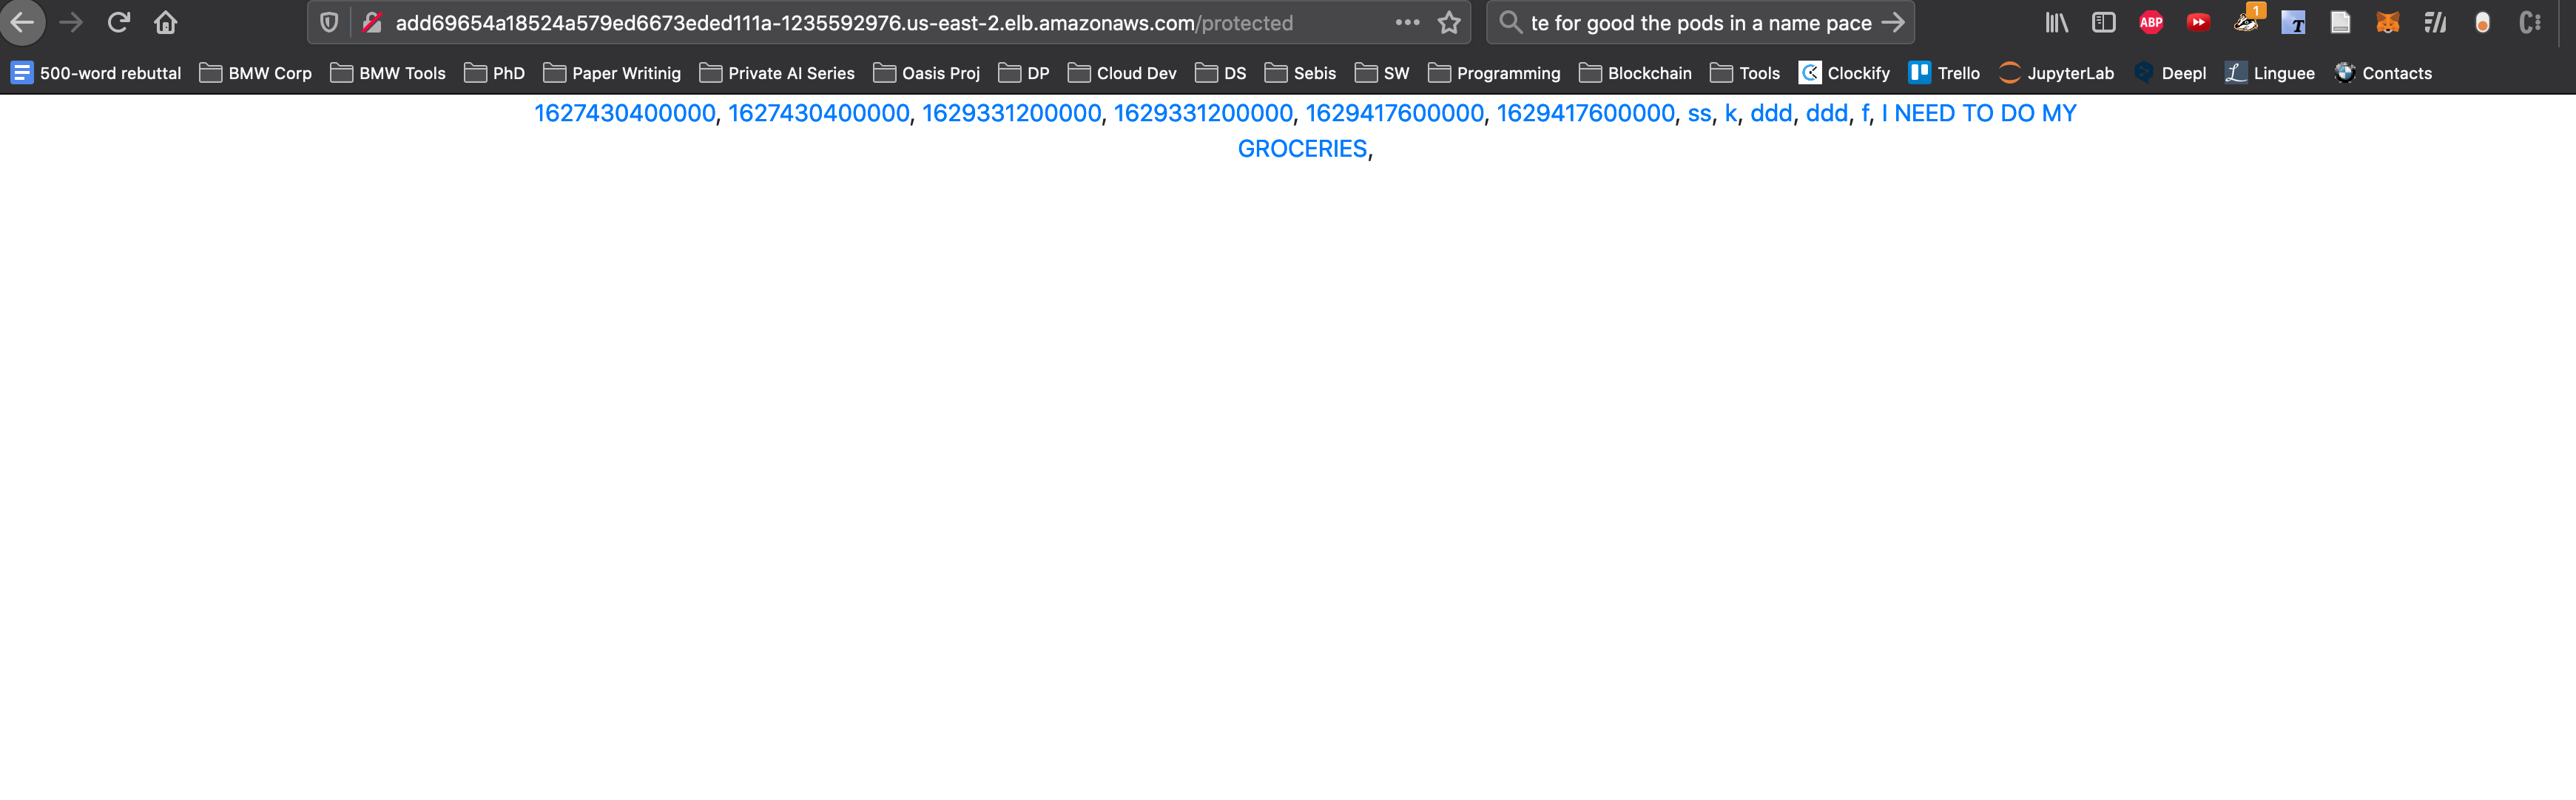 add69654a18524a579ed6673eded111a-1235592976.us-east-2.elb.amazonaws.com/protected
te for good the pods in a name pace
ABP
1
T
500-word rebuttal
BMW Corp
BMW Tools
PhD
Paper Writinig
Private AI Series
Oasis Proj
DP
Cloud Dev
DS
Sebis
SW
Programming
Blockchain
Tools
Clockify
Trello
JupyterLab
Deepl
Linguee
Contacts
1627430400000, 1627430400000, 1629331200000, 1629331200000, 1629417600000, 1629417600000, ss, k, ddd, ddd, f, I NEED TO DO MY
GROCERIES,